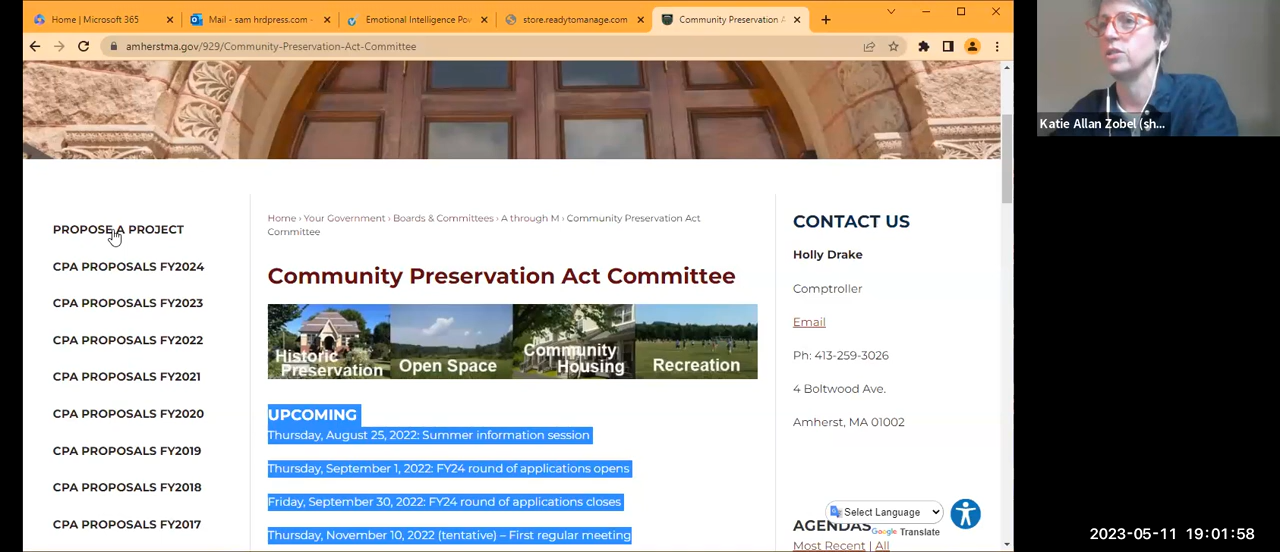 Home | Microsoft 365
Mail - sam hrdpress.com -
Emotional Intelligence Po
store.readytomanage.com
Community Preservation A
amherstma.gov/929/Community-Preservation-Act-Committee
Katie Allan Zobel (sh...
PROPOSE A PROJECT
CPA PROPOSALS FY2024
CPA PROPOSALS FY2023
CPA PROPOSALS FY2022
CPA PROPOSALS FY2021
CPA PROPOSALS FY2020
CPA PROPOSALS FY2019
CPA PROPOSALS FY2018
CPA PROPOSALS FY2017
Home › Your Government › Boards & Committees › A through M › Community Preservation Act
Committee
Community Preservation Act Committee
Historic
Preservation
Open Space
Community
Housing
Recreation
UPCOMING
Thursday, August 25, 2022: Summer information session
Thursday, September 1, 2022: FY24 round of applications opens
Friday, September 30, 2022: FY24 round of applications closes
Thursday, November 10, 2022 (tentative) – First regular meeting
CONTACT US
Holly Drake
Comptroller
Email
Ph: 413-259-3026
4 Boltwood Ave.
Amherst, MA 01002
Select Language
Google Translate
AGENDAS
Most Recent | All
2023-05-11 19:01:58